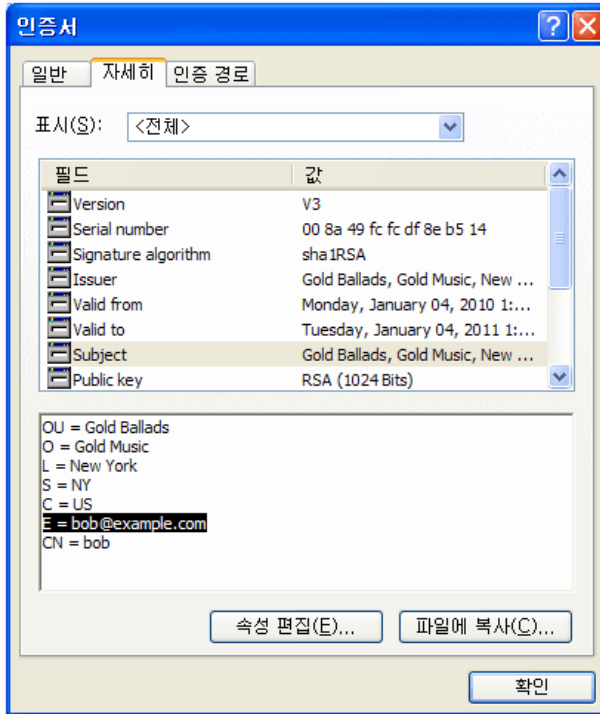 인증서
일반 자세히 인증 경로
표시(S): <전체>
필드 값
Version V3
Serial number 00 8a 49 fc fc df 8e b5 14
Signature algorithm sha1RSA
Issuer Gold Ballads, Gold Music, New ...
Valid from Monday, January 04, 2010 1:...
Valid to Tuesday, January 04, 2011 1:...
Subject Gold Ballads, Gold Music, New ...
Public key RSA (1024 Bits)
OU = Gold Ballads
O = Gold Music
L = New York
S = NY
C = US
E = bob@example.com
CN = bob
속성 편집(E)... 파일에 복사(C)...
확인